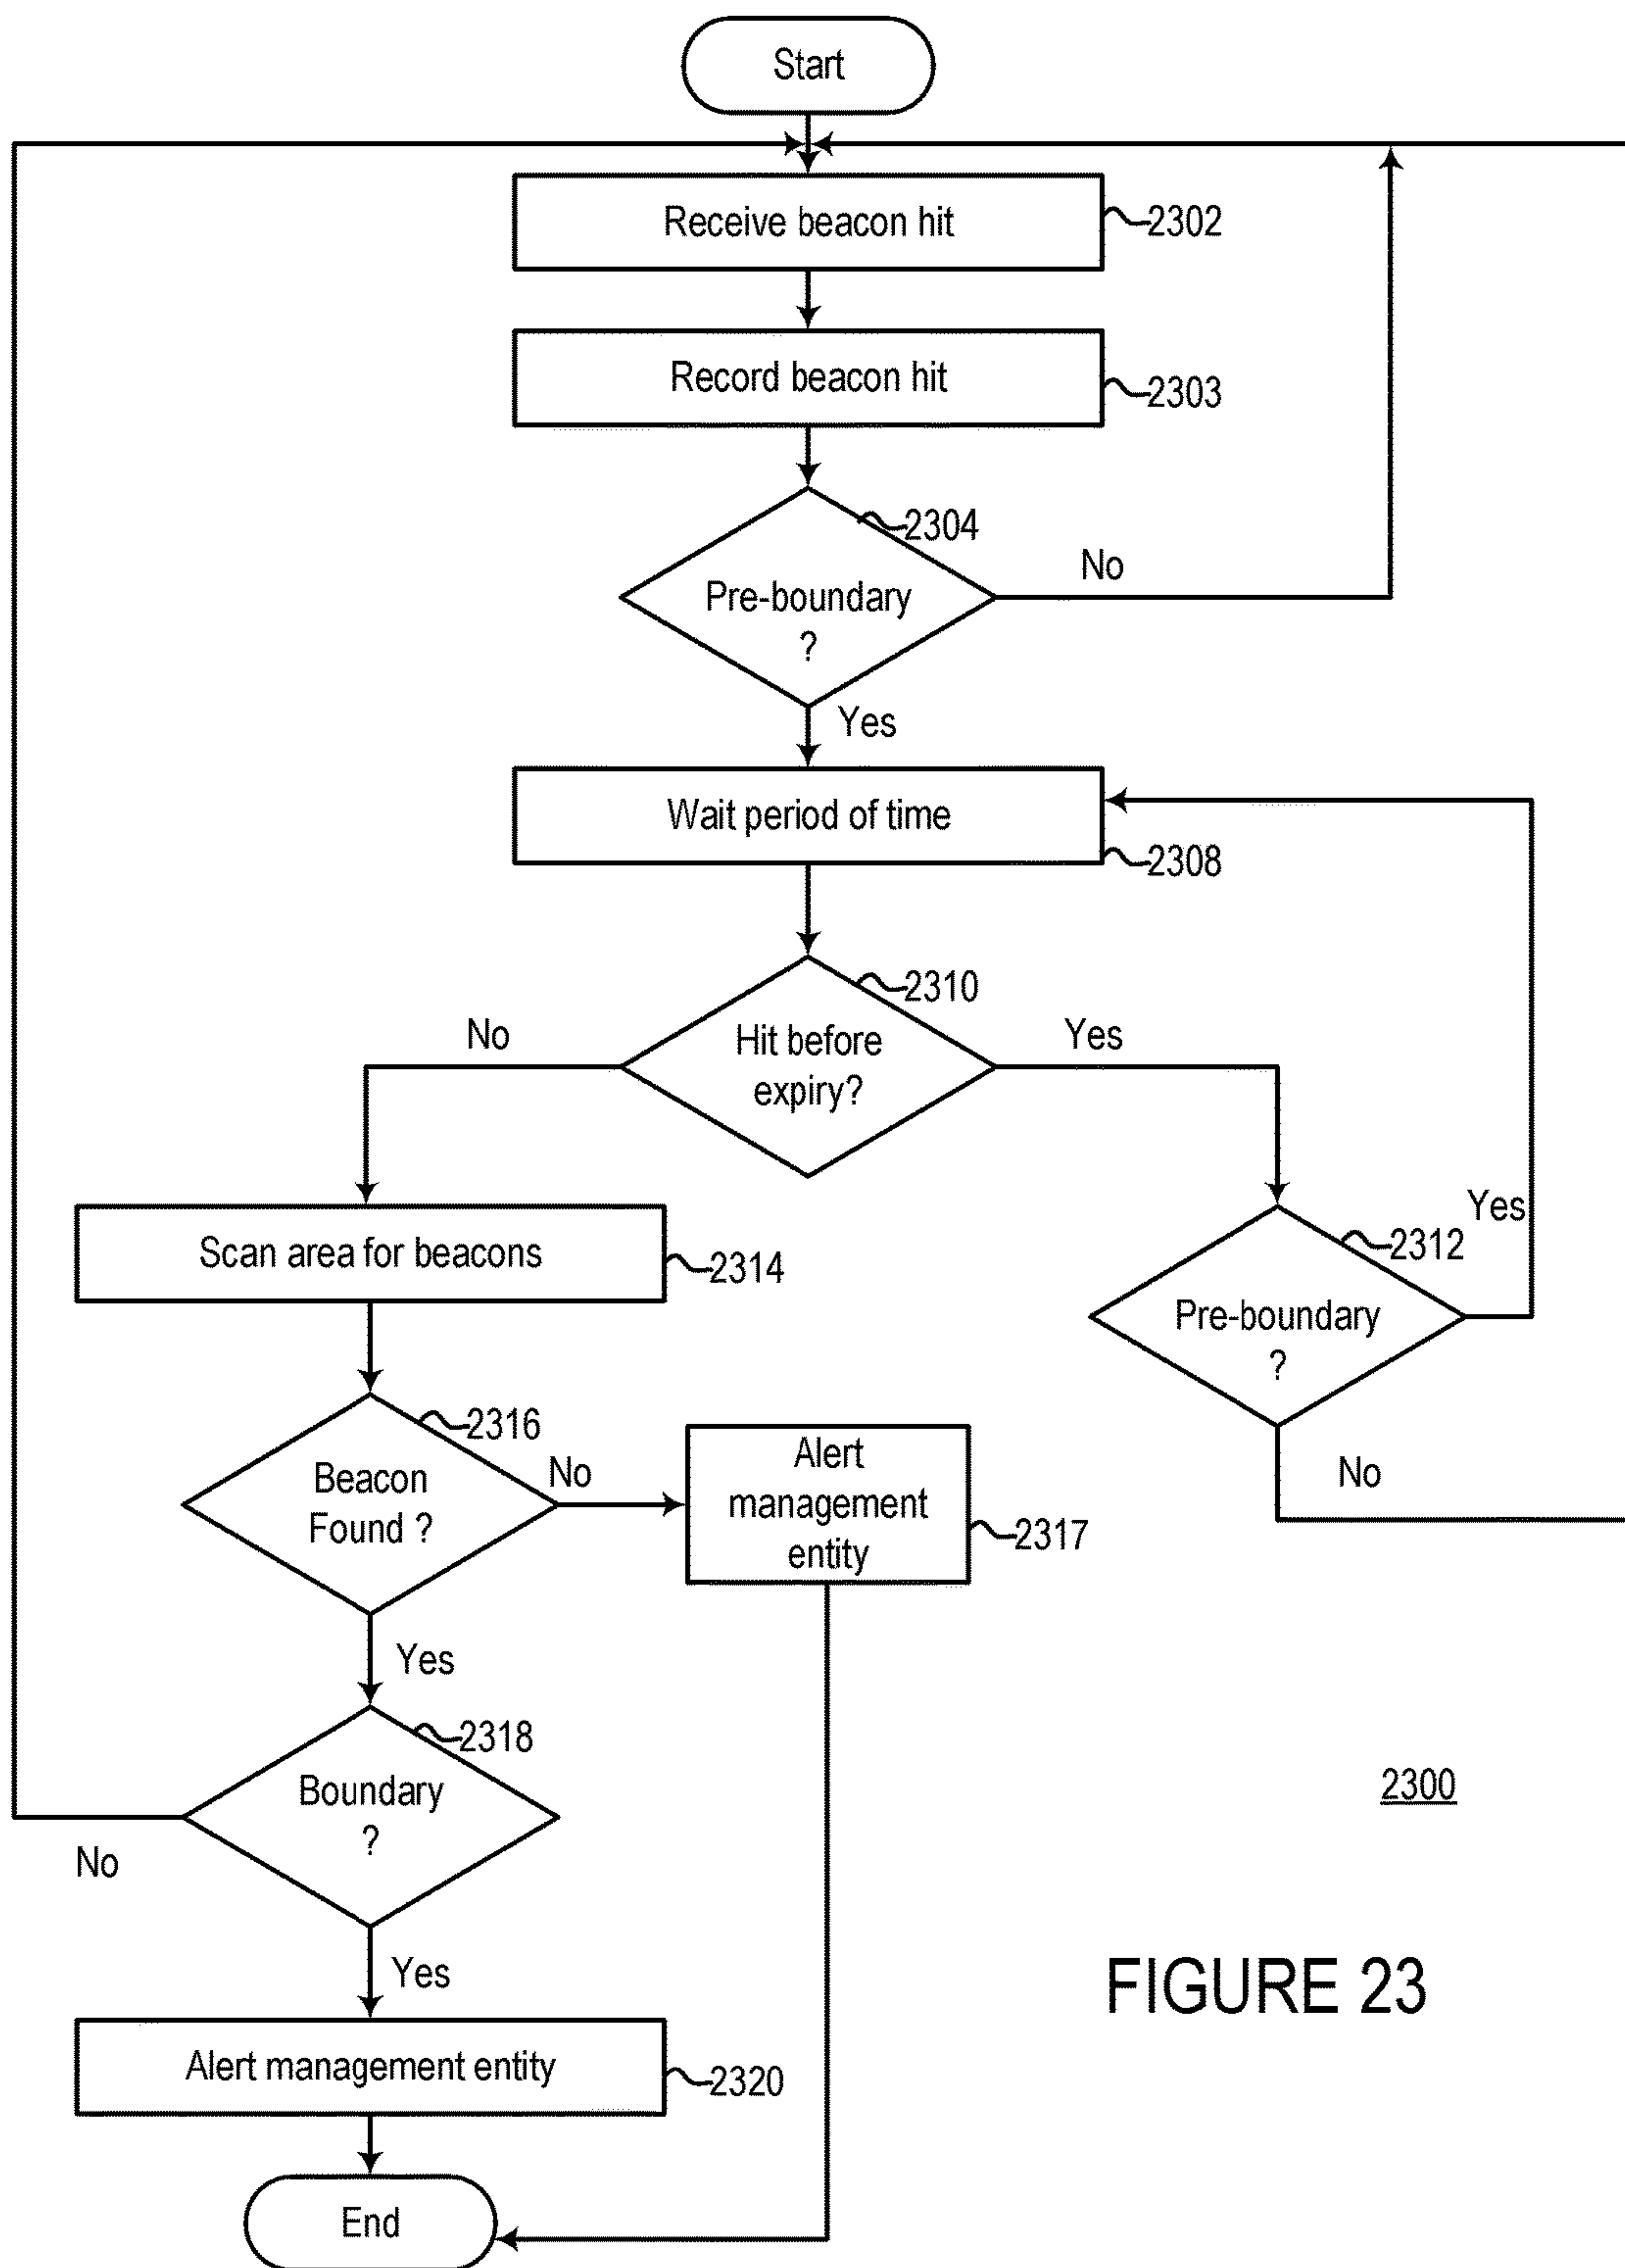 Start
Receive beacon hit
2302
Record beacon hit
2303
2304
Pre-boundary
?
No
Yes
Wait period of time
2308
2310
Hit before
expiry?
No
Yes
Scan area for beacons
2314
2312
Pre-boundary
?
Yes
No
2316
Beacon
Found ?
No
Alert
management
entity
2317
Yes
2318
Boundary
?
No
Yes
2300
Alert management entity
2320
End
FIGURE 23